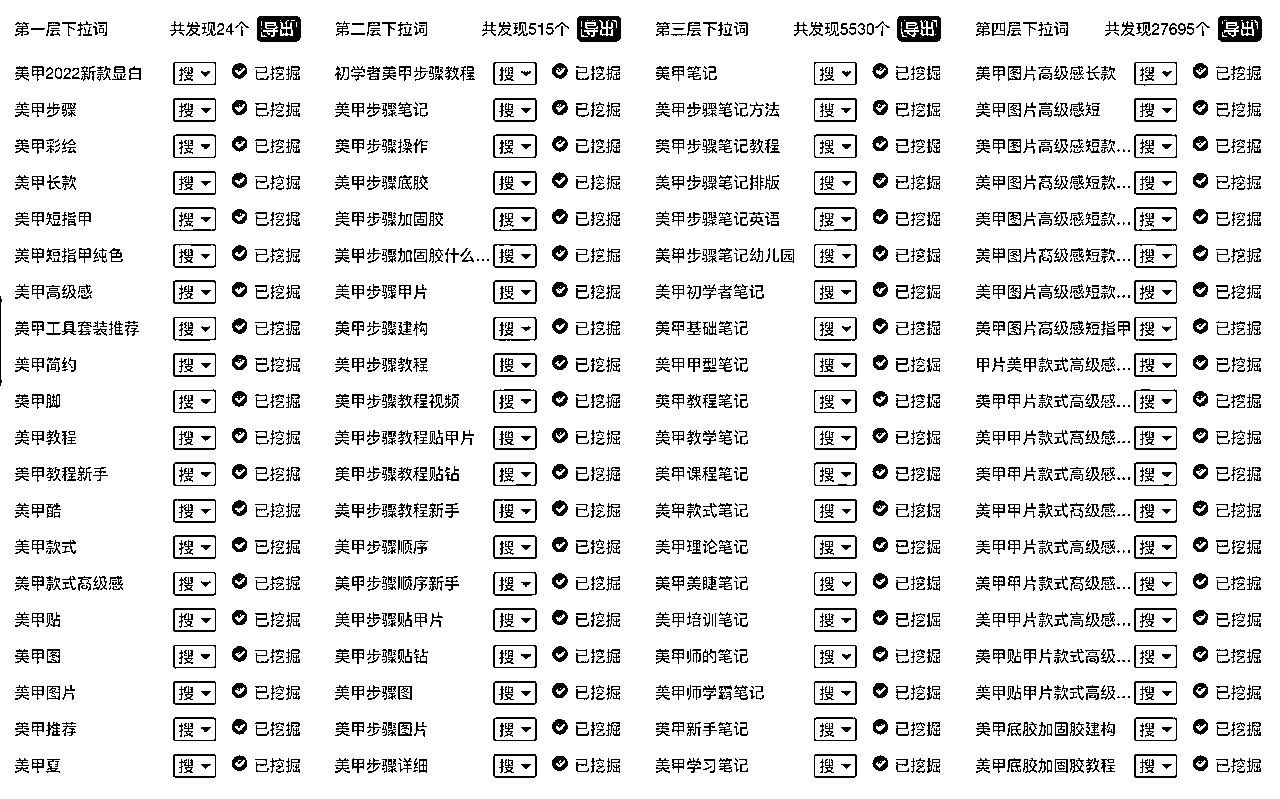 第一层下拉词 共发现24个 导出 第二层下拉词 共发现515个 导出 第三层下拉词 共发现5530个 导出 第四层下拉词 共发现27695个 导出
美甲2022新款显白 搜 已挖掘 初学者美甲步骤教程 搜 已挖掘 美甲笔记 搜 已挖掘 美甲图片高级感长款 搜 已挖掘
美甲步骤 搜 已挖掘 美甲步骤笔记 搜 已挖掘 美甲步骤笔记方法 搜 已挖掘 美甲图片高级感短 搜 已挖掘
美甲彩绘 搜 已挖掘 美甲步骤操作 搜 已挖掘 美甲步骤笔记教程 搜 已挖掘 美甲图片高级感短款... 搜 已挖掘
美甲长款 搜 已挖掘 美甲步骤底胶 搜 已挖掘 美甲步骤笔记排版 搜 已挖掘 美甲图片高级感短款... 搜 已挖掘
美甲短指甲 搜 已挖掘 美甲步骤加固胶 搜 已挖掘 美甲步骤笔记英语 搜 已挖掘 美甲图片高级感短款... 搜 已挖掘
美甲短指甲纯色 搜 已挖掘 美甲步骤加固胶什么... 搜 已挖掘 美甲步骤笔记幼儿园 搜 已挖掘 美甲图片高级感短款... 搜 已挖掘
美甲高级感 搜 已挖掘 美甲步骤甲片 搜 已挖掘 美甲初学者笔记 搜 已挖掘 美甲图片高级感短款... 搜 已挖掘
美甲工具套装推荐 搜 已挖掘 美甲步骤建构 搜 已挖掘 美甲基础笔记 搜 已挖掘 美甲图片高级感短指甲 搜 已挖掘
美甲简约 搜 已挖掘 美甲步骤教程 搜 已挖掘 美甲甲型笔记 搜 已挖掘 甲片美甲款式高级感... 搜 已挖掘
美甲脚 搜 已挖掘 美甲步骤教程视频 搜 已挖掘 美甲教程笔记 搜 已挖掘 美甲甲片款式高级感... 搜 已挖掘
美甲教程 搜 已挖掘 美甲步骤教程贴甲片 搜 已挖掘 美甲教学笔记 搜 已挖掘 美甲甲片款式高级感... 搜 已挖掘
美甲教程新手 搜 已挖掘 美甲步骤教程贴钻 搜 已挖掘 美甲课程笔记 搜 已挖掘 美甲甲片款式高级感... 搜 已挖掘
美甲酷 搜 已挖掘 美甲步骤教程新手 搜 已挖掘 美甲款式笔记 搜 已挖掘 美甲甲片款式高级感... 搜 已挖掘
美甲款式 搜 已挖掘 美甲步骤顺序 搜 已挖掘 美甲理论笔记 搜 已挖掘 美甲甲片款式高级感... 搜 已挖掘
美甲款式高级感 搜 已挖掘 美甲步骤顺序新手 搜 已挖掘 美甲美睫笔记 搜 已挖掘 美甲甲片款式高级感... 搜 已挖掘
美甲贴 搜 已挖掘 美甲步骤贴甲片 搜 已挖掘 美甲培训笔记 搜 已挖掘 美甲甲片款式高级感... 搜 已挖掘
美甲图 搜 已挖掘 美甲步骤贴钻 搜 已挖掘 美甲师的笔记 搜 已挖掘 美甲贴甲片款式高级... 搜 已挖掘
美甲图片 搜 已挖掘 美甲步骤图 搜 已挖掘 美甲师学霸笔记 搜 已挖掘 美甲贴甲片款式高级... 搜 已挖掘
美甲推荐 搜 已挖掘 美甲步骤图片 搜 已挖掘 美甲新手笔记 搜 已挖掘 美甲底胶加固胶建构 搜 已挖掘
美甲夏 搜 已挖掘 美甲步骤详细 搜 已挖掘 美甲学习笔记 搜 已挖掘 美甲底胶加固胶教程 搜 已挖掘